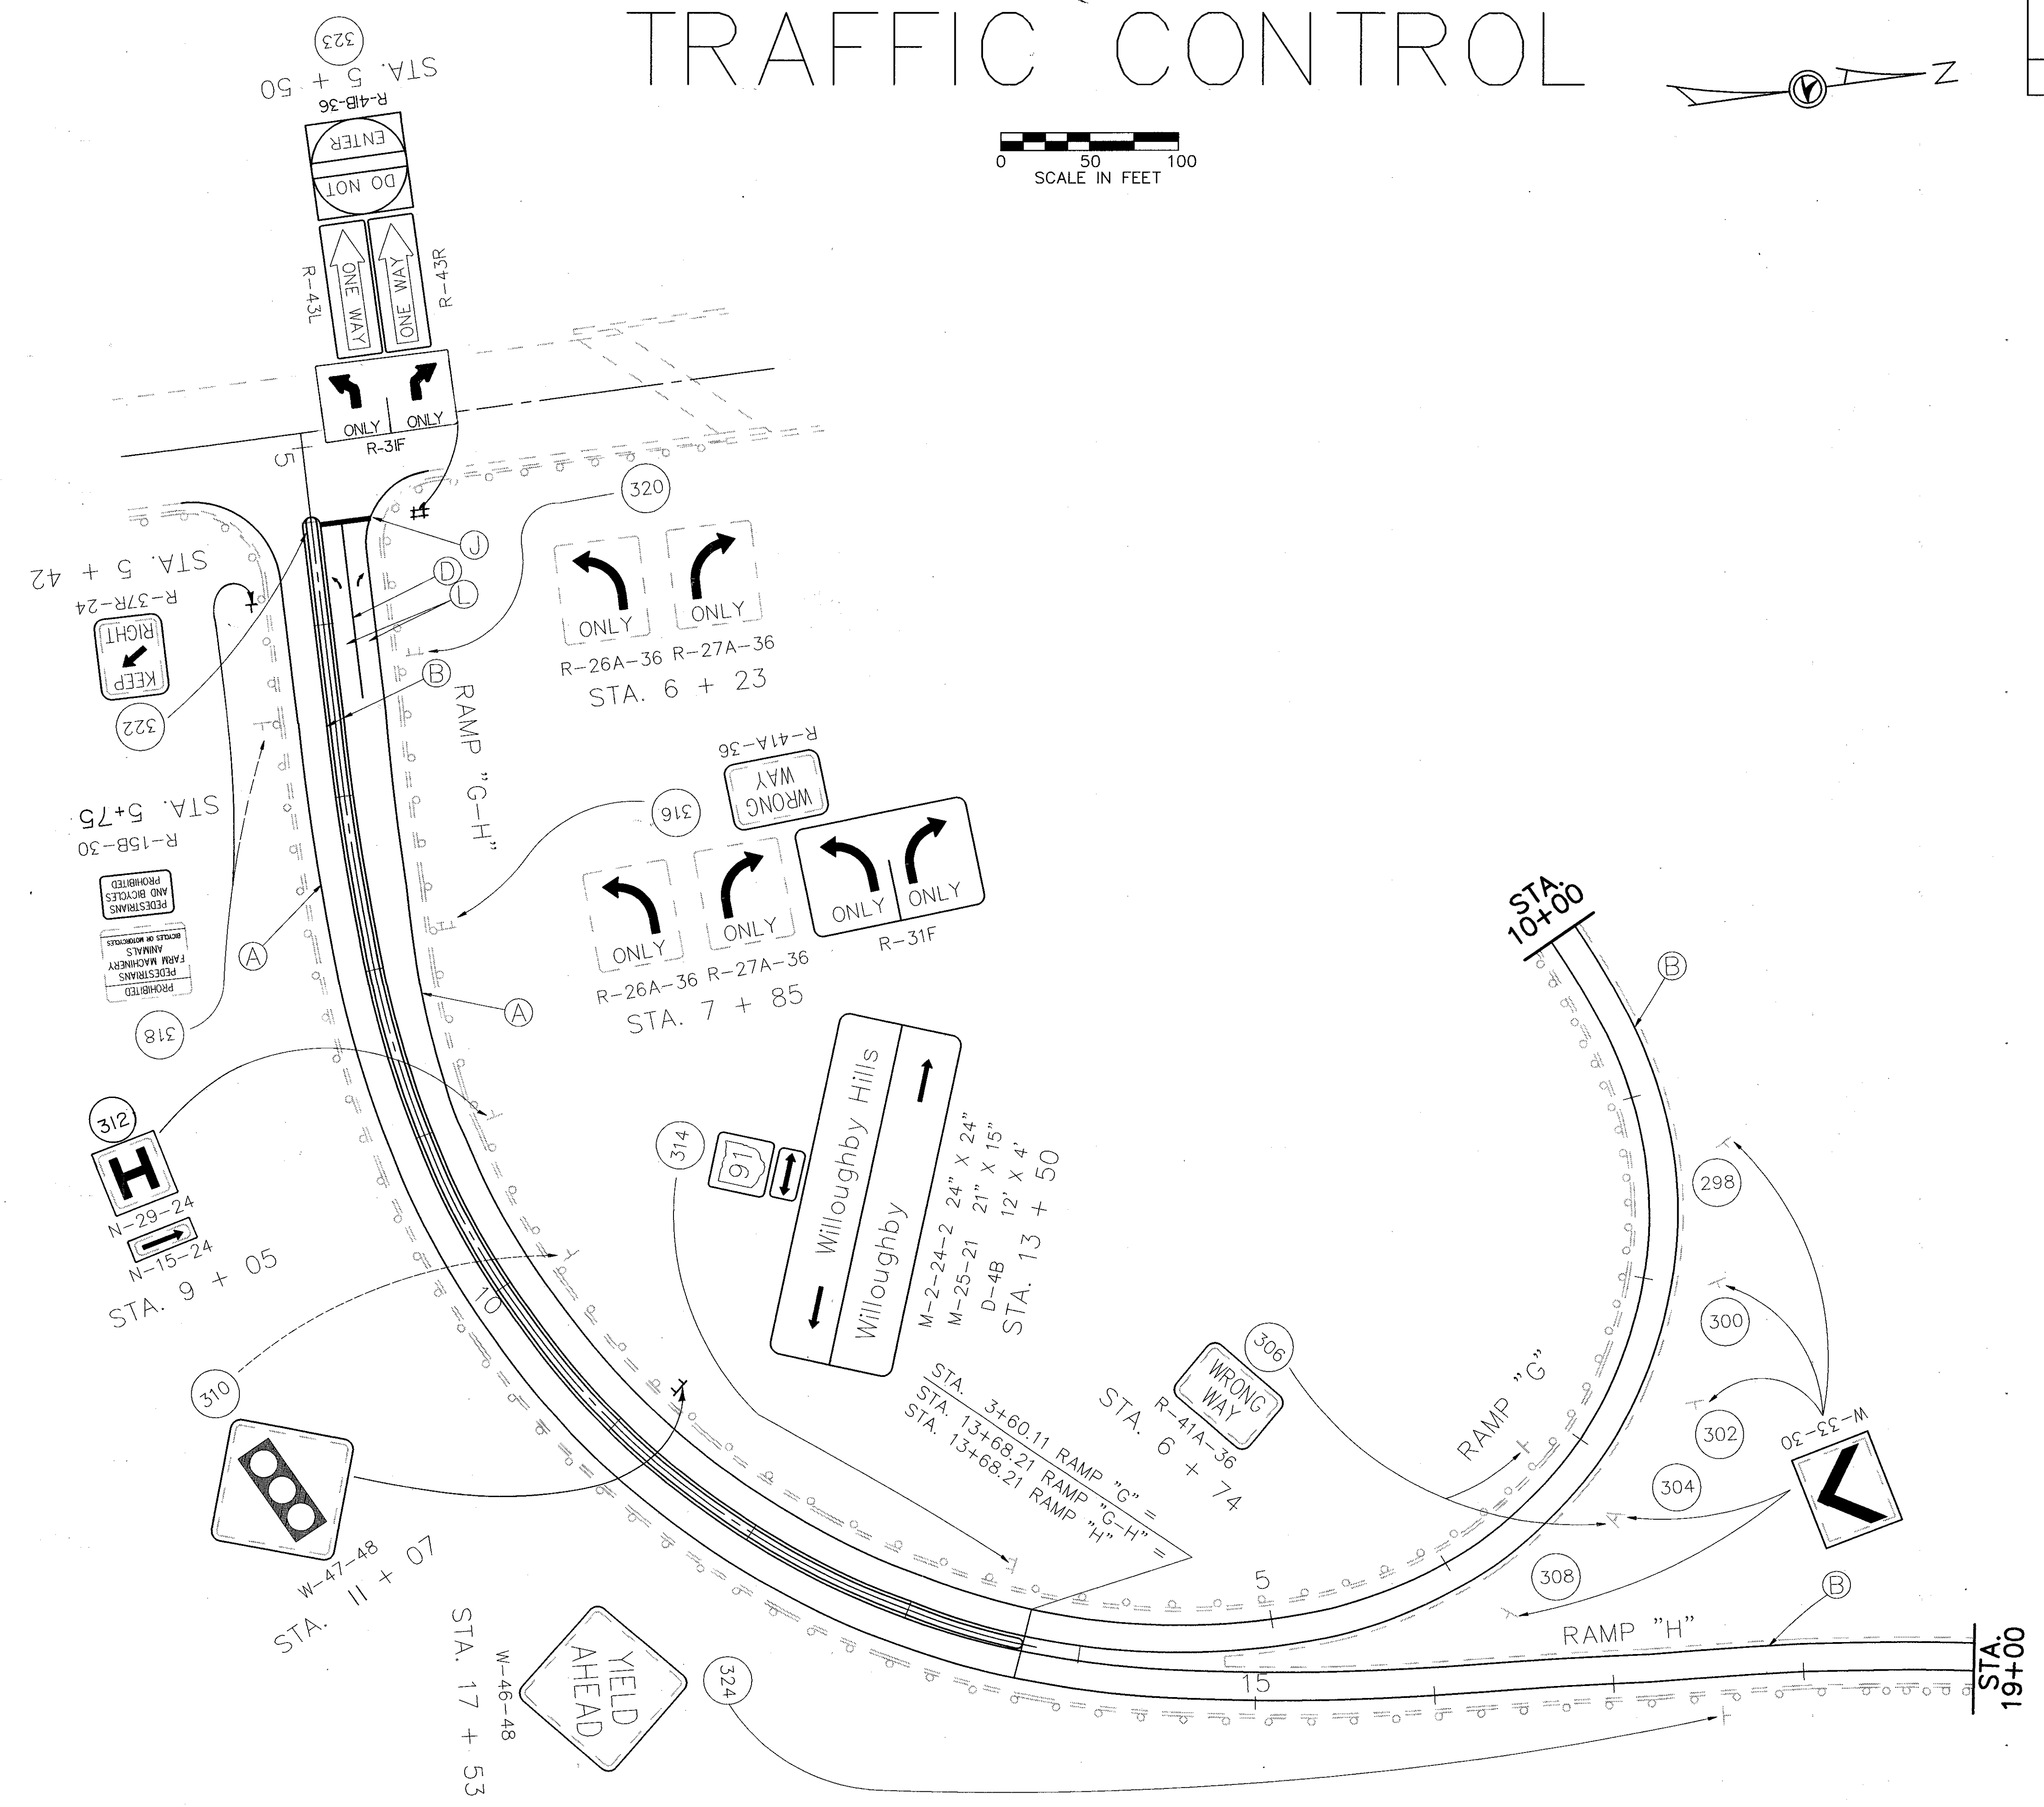 TRAFFIC CONTROL
N
0 50 100
SCALE IN FEET
323
STA. 5 + 50
R-41B-36
DO NOT
ENTER
ONE WAY
ONE WAY
R-43L
R-43R
ONLY
ONLY
R-31F
5
320
J
D
L
B
ONLY
ONLY
R-26A-36 R-27A-36
STA. 6 + 23
STA. 5 + 42
R-37R-24
KEEP
RIGHT
322
RAMP "G-H"
STA. 5+75
R-15B-30
PEDESTRIANS
AND BICYCLES
PROHIBITED
PROHIBITED
PEDESTRIANS
FARM MACHINERY
ANIMALS
BICYCLES OR MOTORCYCLES
318
A
A
R-41A-36
WRONG
WAY
316
ONLY
ONLY
ONLY
ONLY
R-31F
R-26A-36 R-27A-36
STA. 7 + 85
312
H
N-29-24
N-15-24
STA. 9 + 05
314
91
Willoughby Hills
Willoughby
M-2-24-2 24" X 24"
M-25-21 21" X 15"
D-4B 12' X 4'
STA. 13 + 50
10
310
W-47-48
STA. 11 + 07
STA. 3+60.11 RAMP "G" =
STA. 13+68.21 RAMP "G-H" =
STA. 13+68.21 RAMP "H"
306
WRONG
WAY
R-41A-36
STA. 6 + 74
RAMP "G"
STA.
10+00
B
298
300
302
304
308
W-33-30
5
B
RAMP "H"
15
STA.
19+00
324
YIELD
AHEAD
W-46-48
STA. 17 + 53